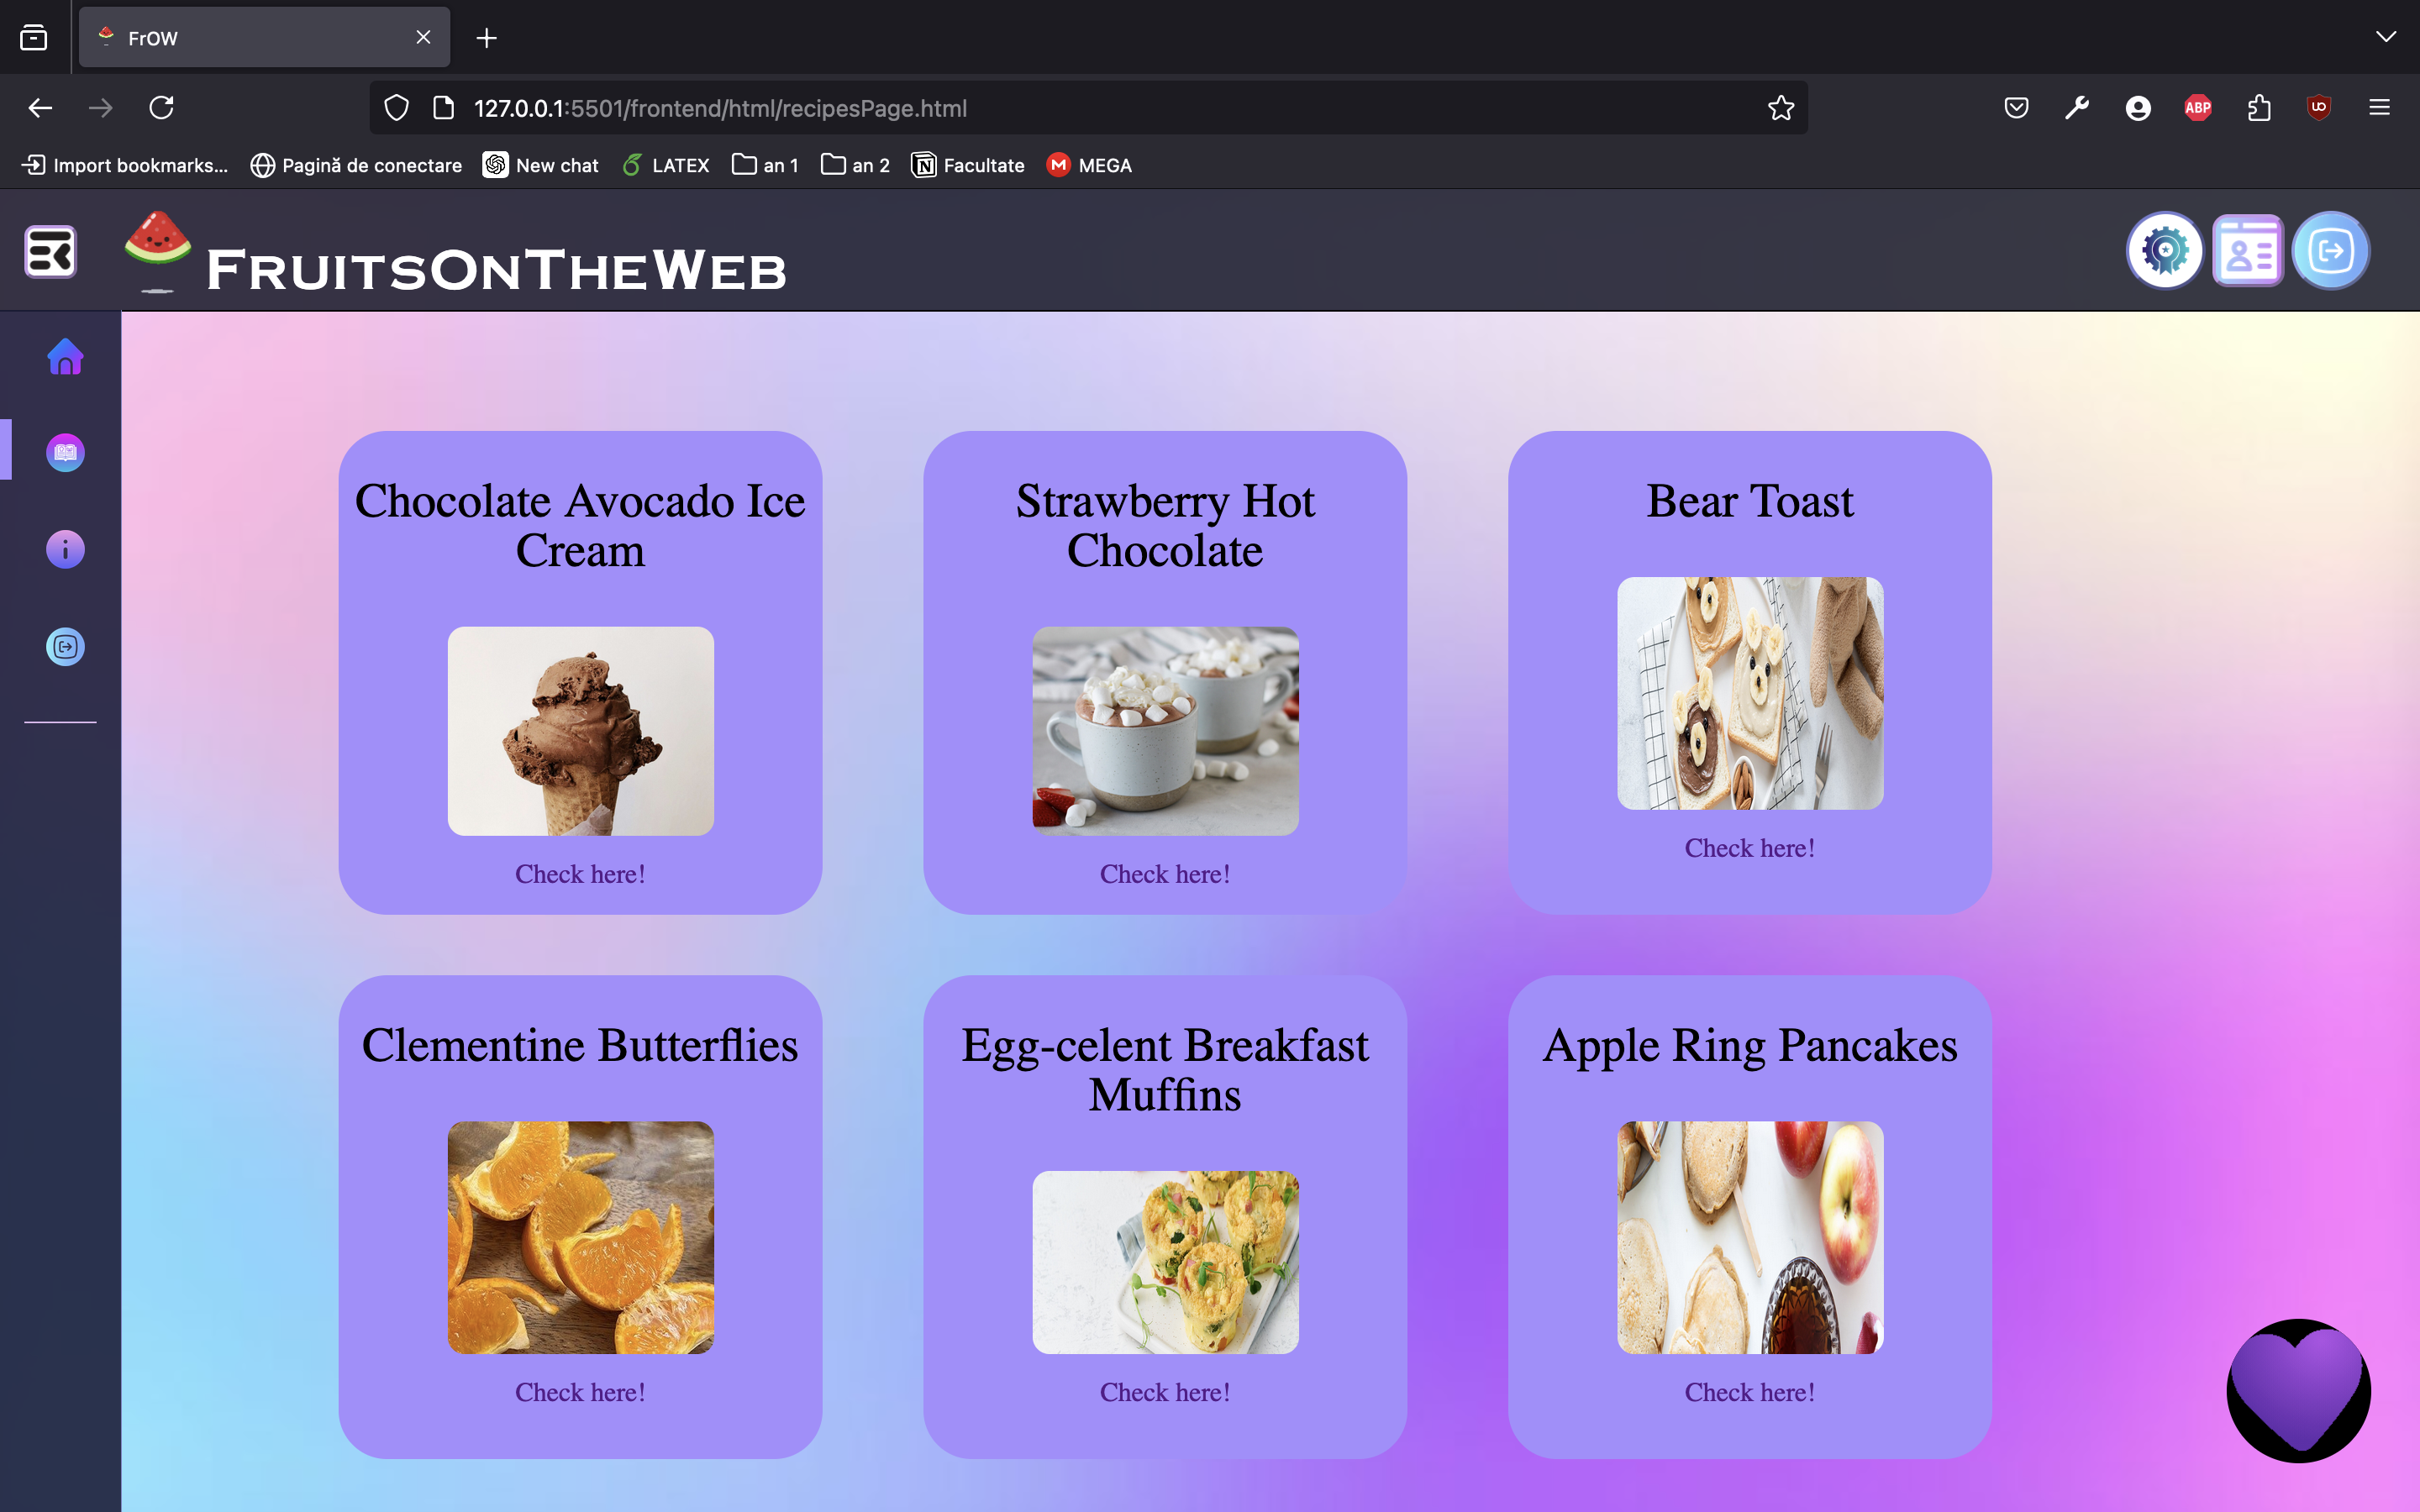 FrOW
127.0.0.1:5501/frontend/html/recipesPage.html
ABP
UO
Import bookmarks...
Pagină de conectare
New chat
LATEX
an 1
an 2
Facultate
MEGA
FruitsOnTheWeb
Chocolate Avocado Ice
Cream
Check here!
Strawberry Hot
Chocolate
Check here!
Bear Toast
Check here!
Clementine Butterflies
Check here!
Egg-celent Breakfast
Muffins
Check here!
Apple Ring Pancakes
Check here!